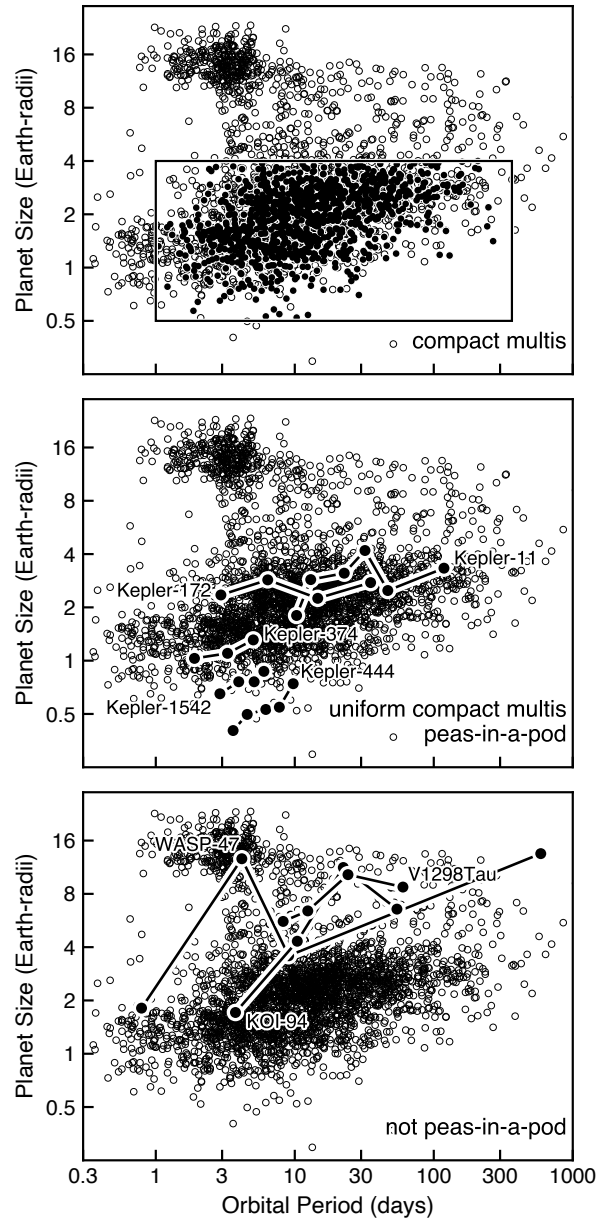 16
8
4
2
1
0.5
Planet Size (Earth-radii)
compact multis
16
8
4
2
1
0.5
Planet Size (Earth-radii)
Kepler-11
Kepler-172
Kepler-374
Kepler-444
Kepler-1542
uniform compact multis
peas-in-a-pod
16
8
4
2
1
0.5
Planet Size (Earth-radii)
WASP-47
V1298Tau
KOI-94
not peas-in-a-pod
0.3 1 3 10 30 100 300 1000
Orbital Period (days)